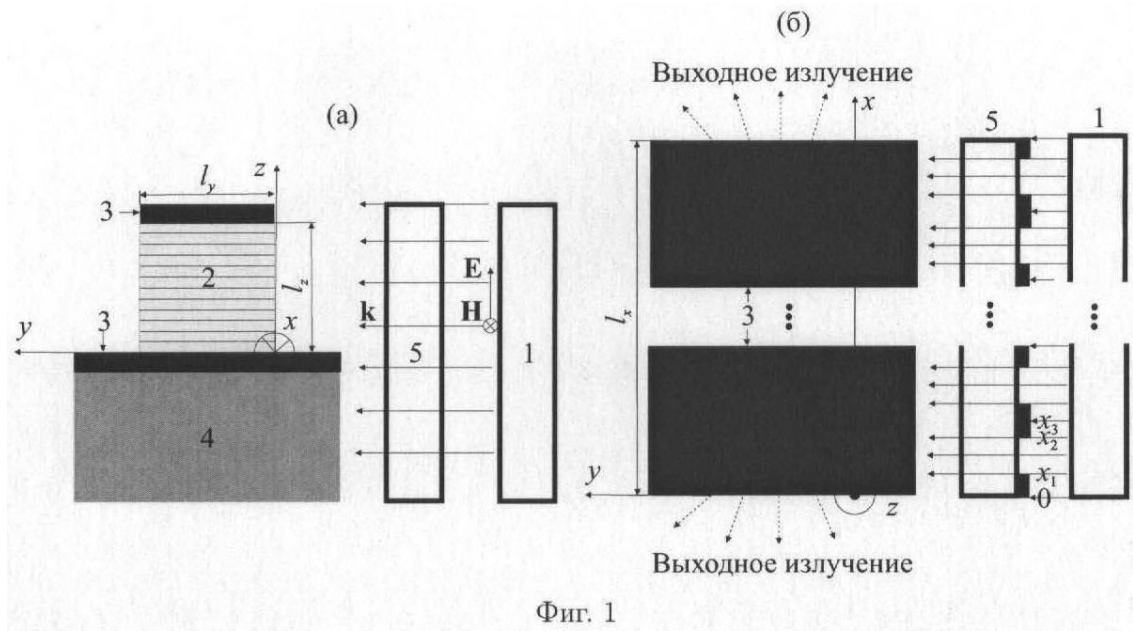 (б)
Выходное излучение
x
(а)
5
1
l_y
z
3
2
l_z
E
l_x
3
y
3
x
k
H
5
1
x_3
x_2
4
x_1
y
z
0
Выходное излучение
Фиг. 1